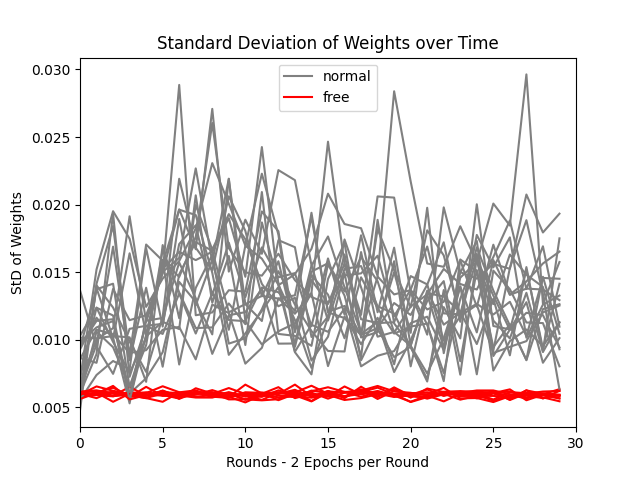 Standard Deviation of Weights over Time
normal
free
0.030
0.025
0.020
0.015
0.010
0.005
StD of Weights
0 5 10 15 20 25 30
Rounds - 2 Epochs per Round